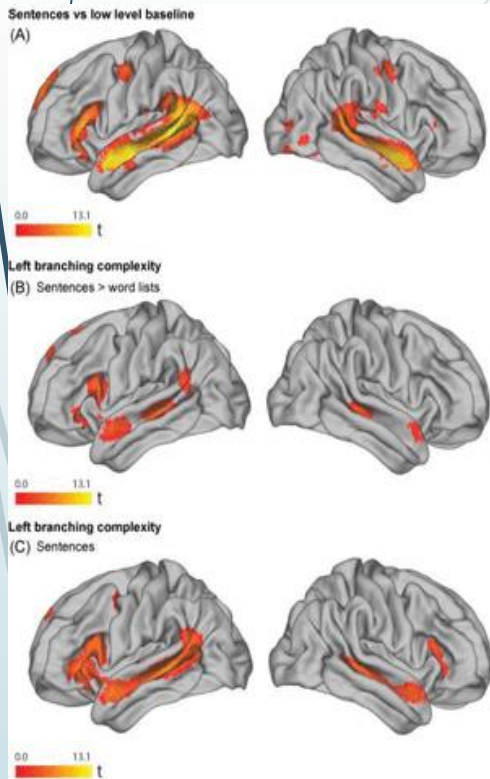 Sentences vs low level baseline
(A)
0.0 13.1
t
Left branching complexity
(B) Sentences > word lists
0.0 13.1
t
Left branching complexity
(C) Sentences
0.0 13.1
t